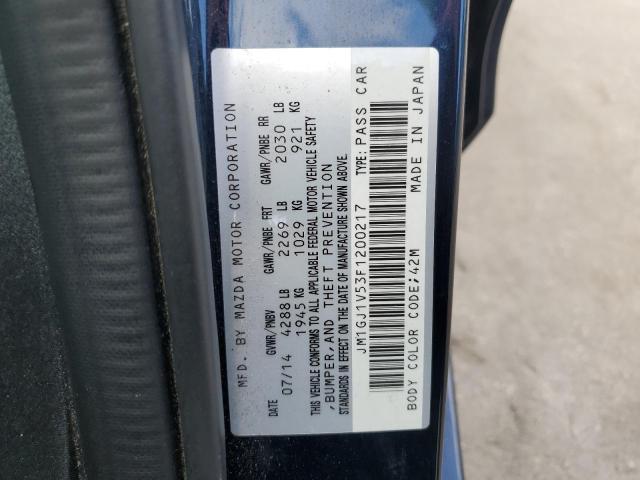 MFD. BY MAZDA MOTOR CORPORATION
DATE GVWR/PNBV GAWR/PNBE FRT GAWR/PNBE RR
07/14 4288 LB 2269 LB 2030 LB
1945 KG 1029 KG 921 KG
THIS VEHICLE CONFORMS TO ALL APPLICABLE FEDERAL MOTOR VEHICLE SAFETY
,BUMPER,AND THEFT PREVENTION
STANDARDS IN EFFECT ON THE DATE OF MANUFACTURE SHOWN ABOVE.
JM1GJ1V53F1200217 TYPE: PASS CAR
BODY COLOR CODE;42M MADE IN JAPAN